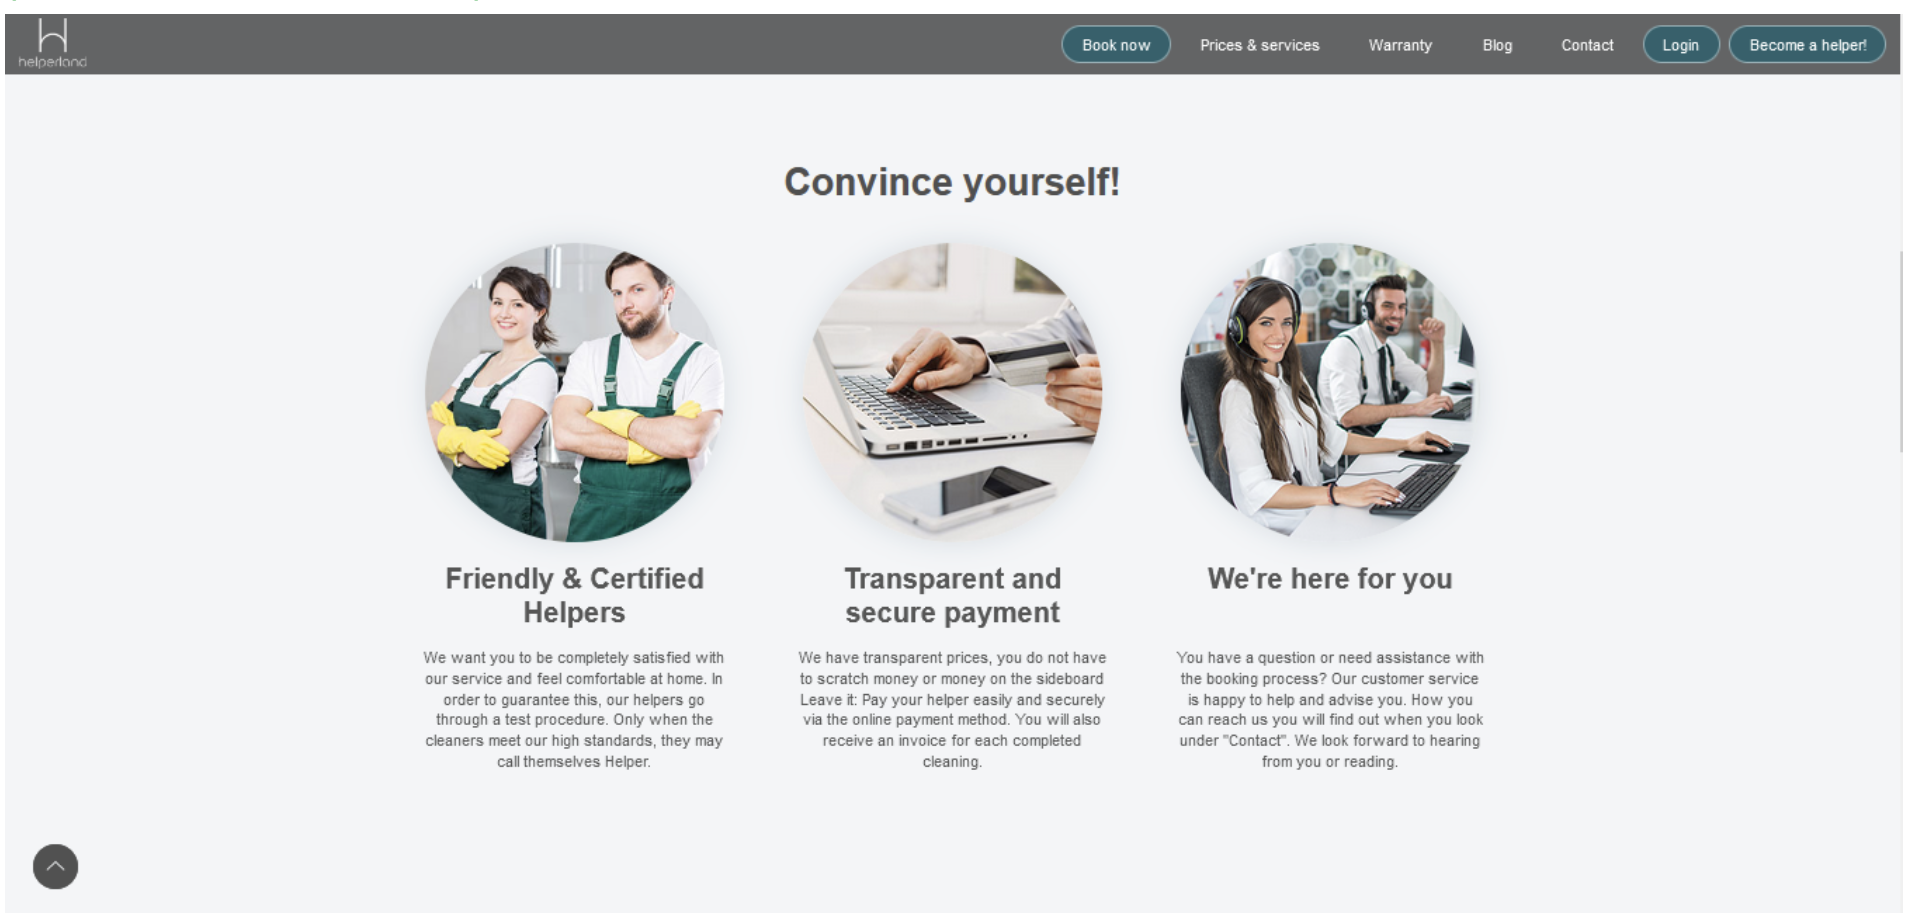 helperland
Book now
Prices & services
Warranty
Blog
Contact
Login
Become a helper!
Convince yourself!
Friendly & Certified
Helpers
We want you to be completely satisfied with
our service and feel comfortable at home. In
order to guarantee this, our helpers go
through a test procedure. Only when the
cleaners meet our high standards, they may
call themselves Helper.
Transparent and
secure payment
We have transparent prices, you do not have
to scratch money or money on the sideboard
Leave it: Pay your helper easily and securely
via the online payment method. You will also
receive an invoice for each completed
cleaning.
We're here for you
You have a question or need assistance with
the booking process? Our customer service
is happy to help and advise you. How you
can reach us you will find out when you look
under "Contact". We look forward to hearing
from you or reading.